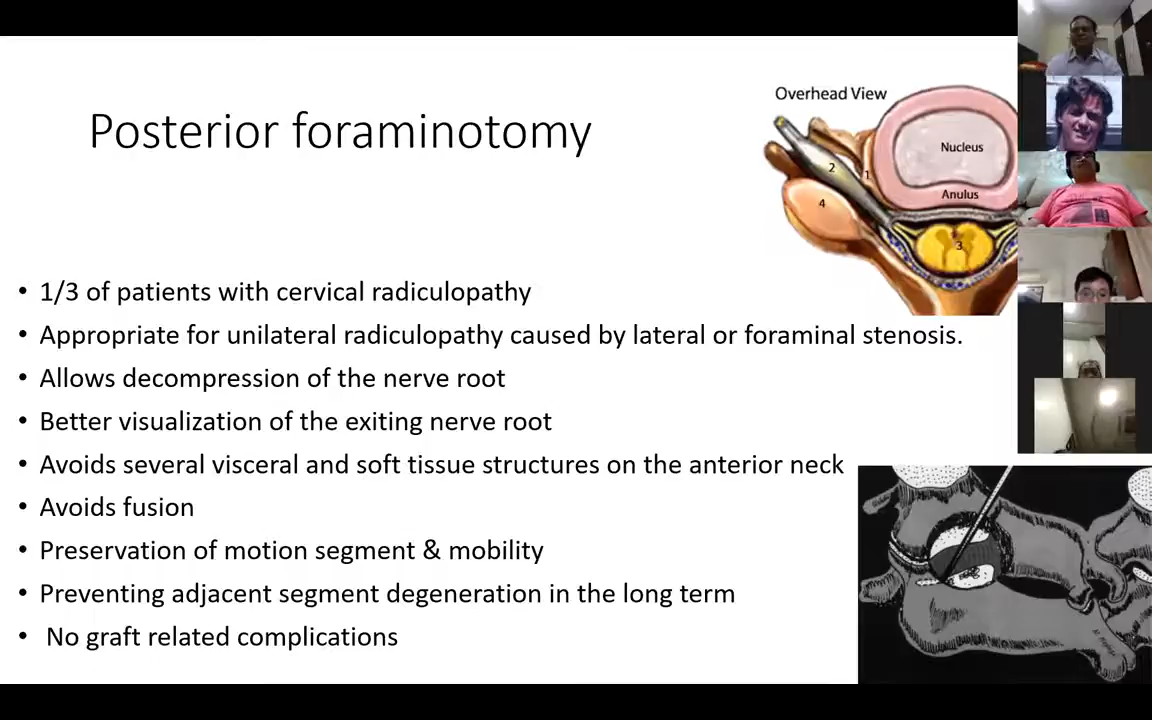 Posterior foraminotomy
Overhead View
Nucleus
Anulus
1
2
3
4
• 1/3 of patients with cervical radiculopathy
• Appropriate for unilateral radiculopathy caused by lateral or foraminal stenosis.
• Allows decompression of the nerve root
• Better visualization of the exiting nerve root
• Avoids several visceral and soft tissue structures on the anterior neck
• Avoids fusion
• Preservation of motion segment & mobility
• Preventing adjacent segment degeneration in the long term
• No graft related complications